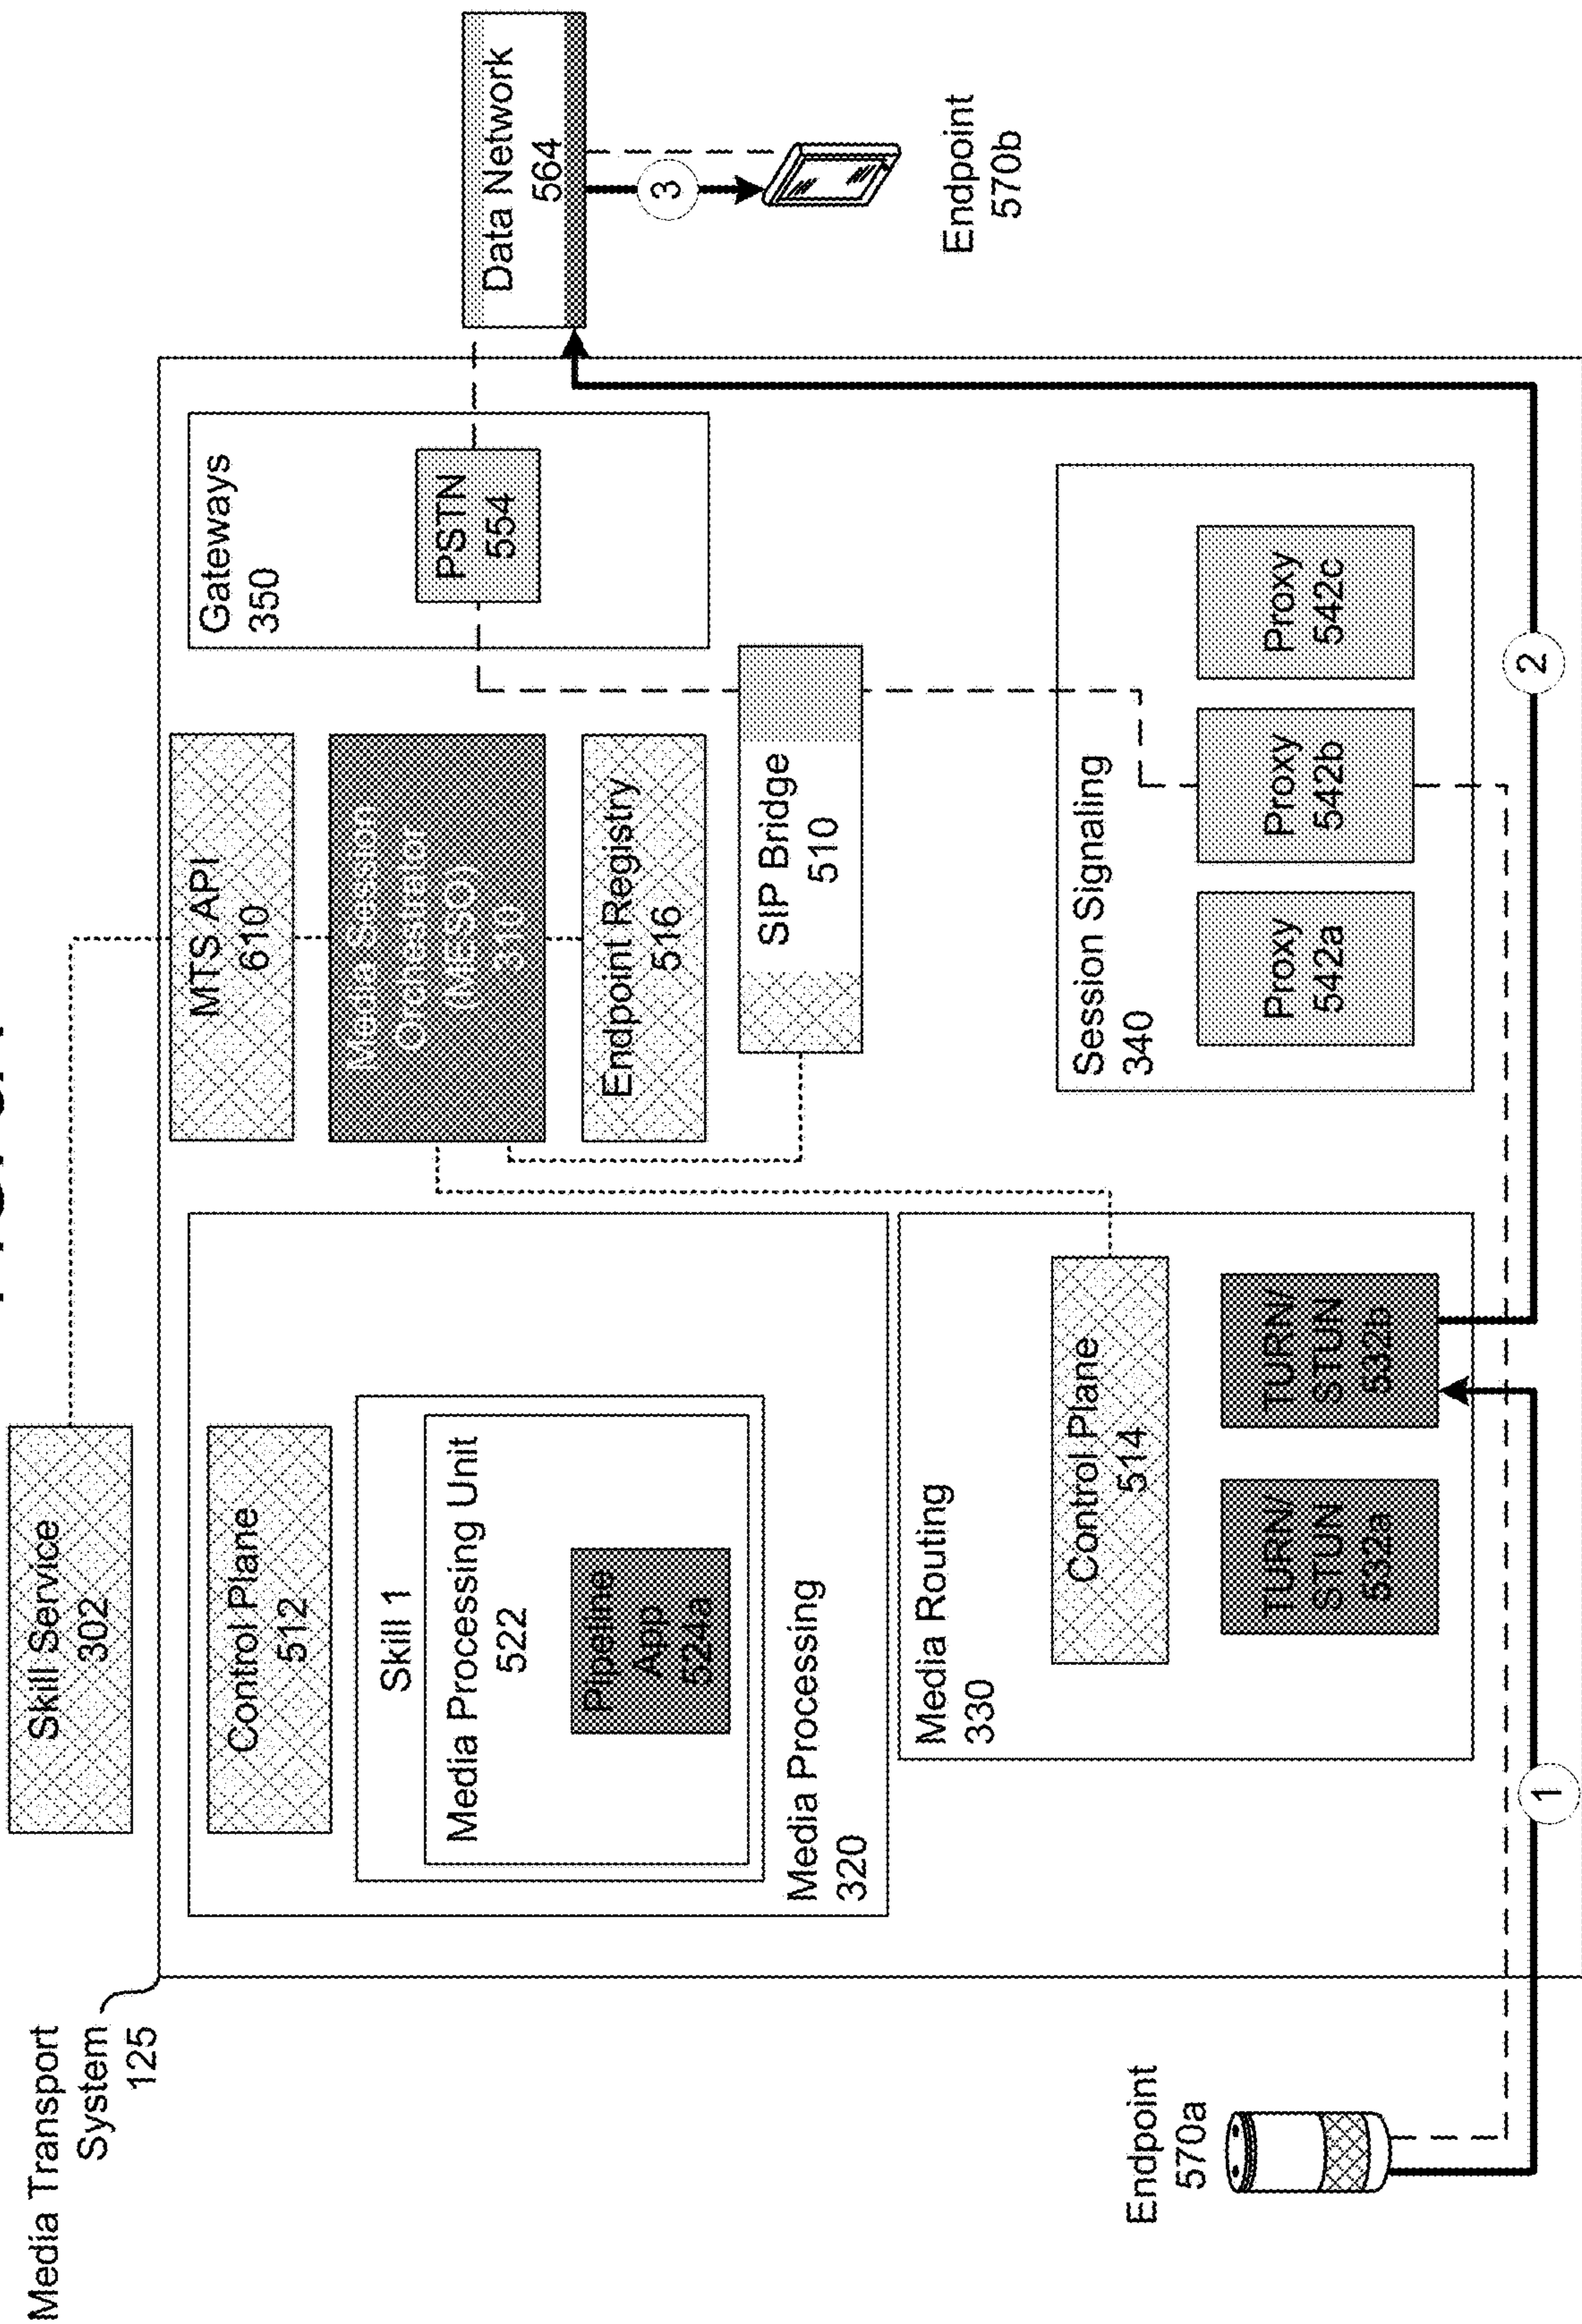 Media Transport
System
125
Skill Service
302
Control Plane
512
Skill 1
Media Processing Unit
522
Pipeline
App
524a
Media Processing
320
MTS API
610
Media Session
Orchestrator
(MESO)
310
Endpoint Registry
516
SIP Bridge
510
Gateways
350
PSTN
554
Data Network
564
3
Endpoint
570b
Media Routing
330
Control Plane
514
TURN/
STUN
532a
TURN/
STUN
532b
Session Signaling
340
Proxy
542a
Proxy
542b
Proxy
542c
Endpoint
570a
1
2